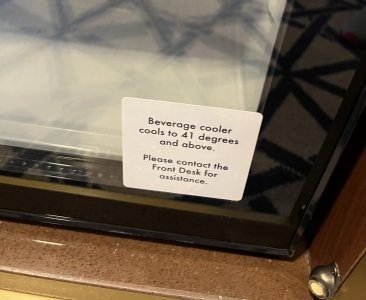 Beverage cooler
cools to 41 degrees
and above.
Please contact the
Front Desk for
assistance.